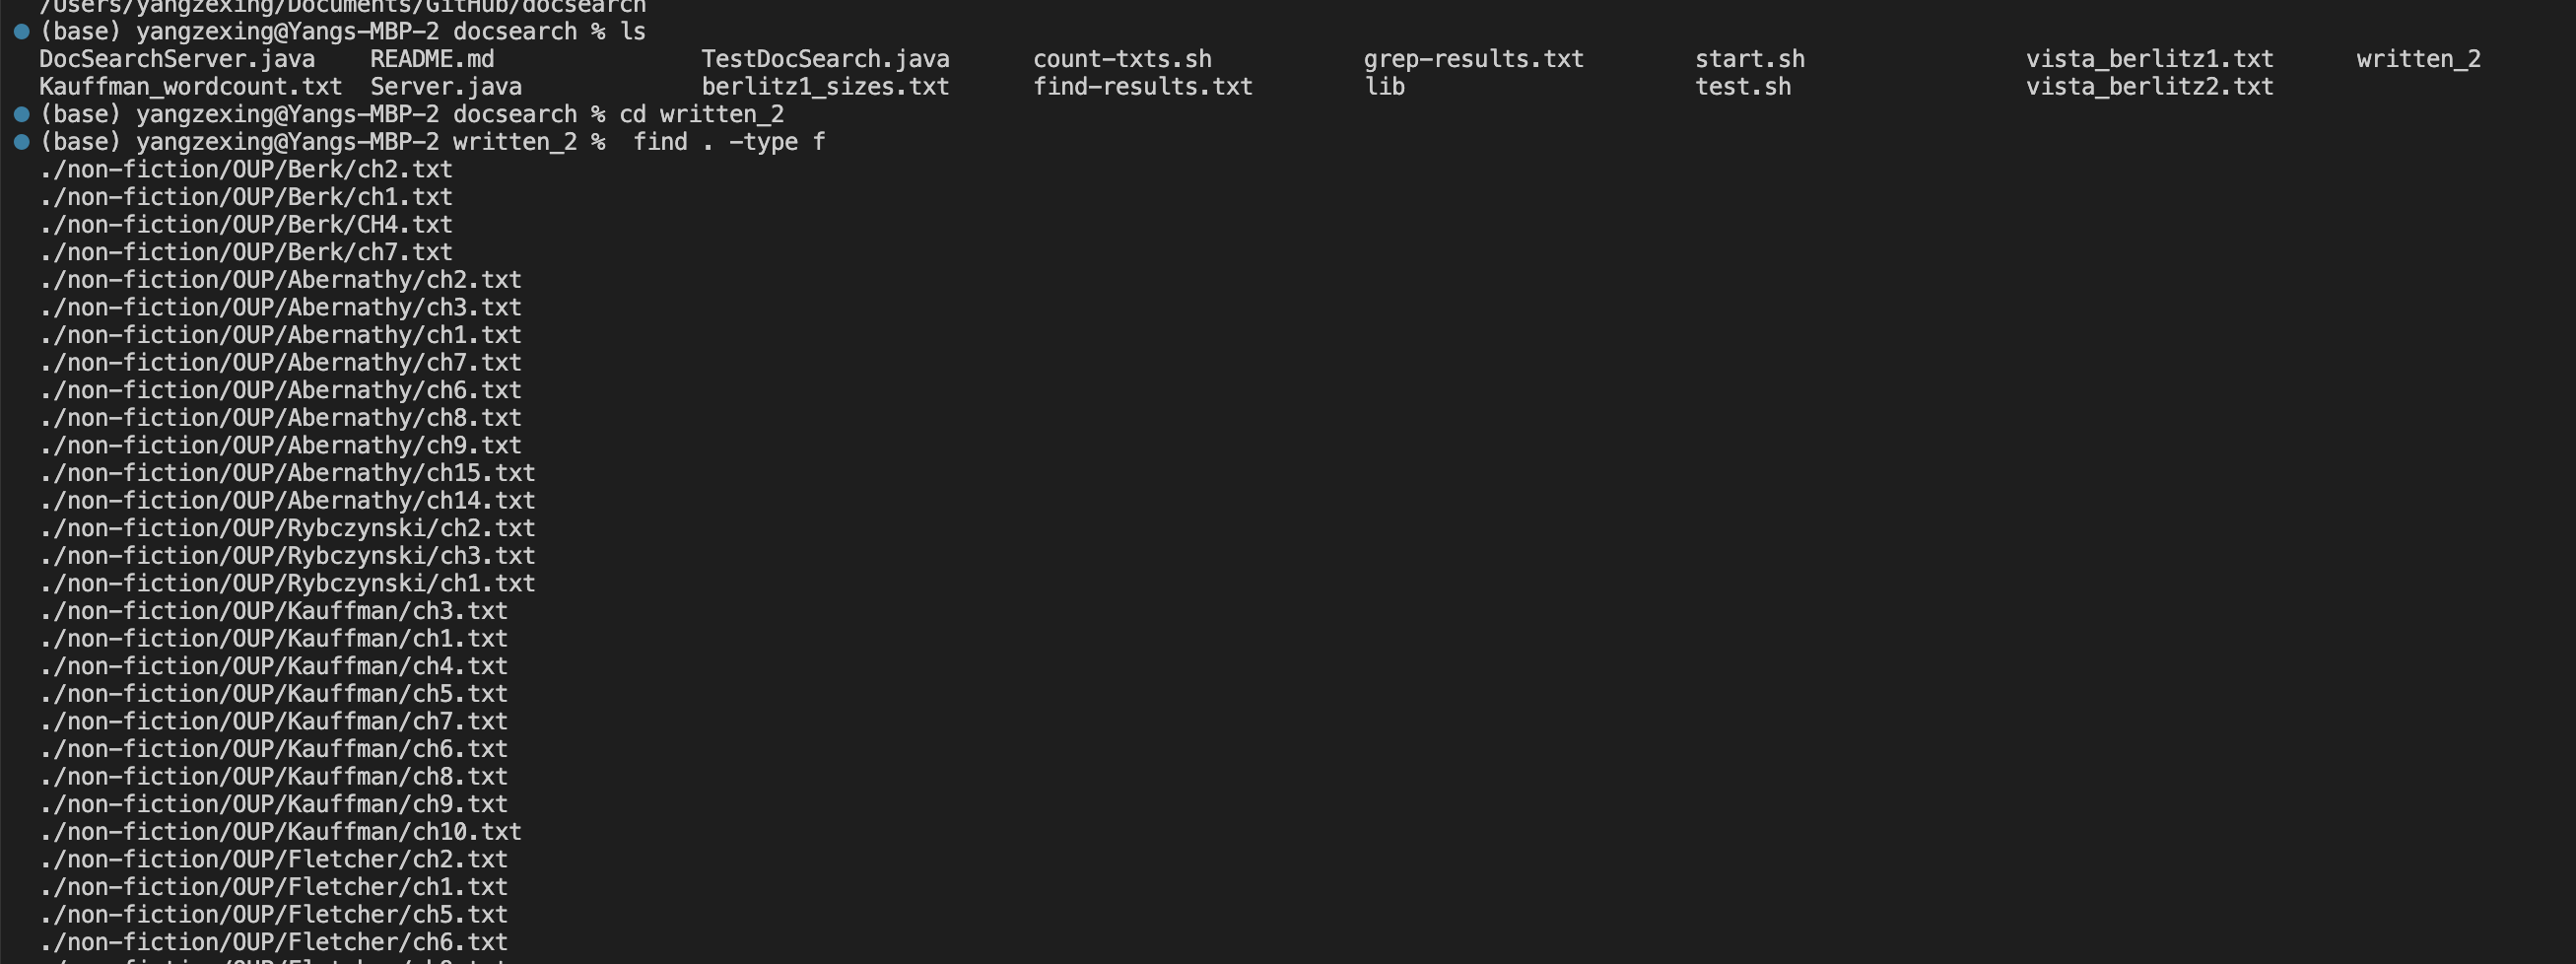 /Users/yangzexing/Documents/GitHub/docsearch
(base) yangzexing@Yangs-MBP-2 docsearch % ls
DocSearchServer.java README.md TestDocSearch.java count-txts.sh grep-results.txt start.sh vista_berlitz1.txt written_2
Kauffman_wordcount.txt Server.java berlitz1_sizes.txt find-results.txt lib test.sh vista_berlitz2.txt
(base) yangzexing@Yangs-MBP-2 docsearch % cd written_2
(base) yangzexing@Yangs-MBP-2 written_2 %  find . -type f
./non-fiction/OUP/Berk/ch2.txt
./non-fiction/OUP/Berk/ch1.txt
./non-fiction/OUP/Berk/CH4.txt
./non-fiction/OUP/Berk/ch7.txt
./non-fiction/OUP/Abernathy/ch2.txt
./non-fiction/OUP/Abernathy/ch3.txt
./non-fiction/OUP/Abernathy/ch1.txt
./non-fiction/OUP/Abernathy/ch7.txt
./non-fiction/OUP/Abernathy/ch6.txt
./non-fiction/OUP/Abernathy/ch8.txt
./non-fiction/OUP/Abernathy/ch9.txt
./non-fiction/OUP/Abernathy/ch15.txt
./non-fiction/OUP/Abernathy/ch14.txt
./non-fiction/OUP/Rybczynski/ch2.txt
./non-fiction/OUP/Rybczynski/ch3.txt
./non-fiction/OUP/Rybczynski/ch1.txt
./non-fiction/OUP/Kauffman/ch3.txt
./non-fiction/OUP/Kauffman/ch1.txt
./non-fiction/OUP/Kauffman/ch4.txt
./non-fiction/OUP/Kauffman/ch5.txt
./non-fiction/OUP/Kauffman/ch7.txt
./non-fiction/OUP/Kauffman/ch6.txt
./non-fiction/OUP/Kauffman/ch8.txt
./non-fiction/OUP/Kauffman/ch9.txt
./non-fiction/OUP/Kauffman/ch10.txt
./non-fiction/OUP/Fletcher/ch2.txt
./non-fiction/OUP/Fletcher/ch1.txt
./non-fiction/OUP/Fletcher/ch5.txt
./non-fiction/OUP/Fletcher/ch6.txt